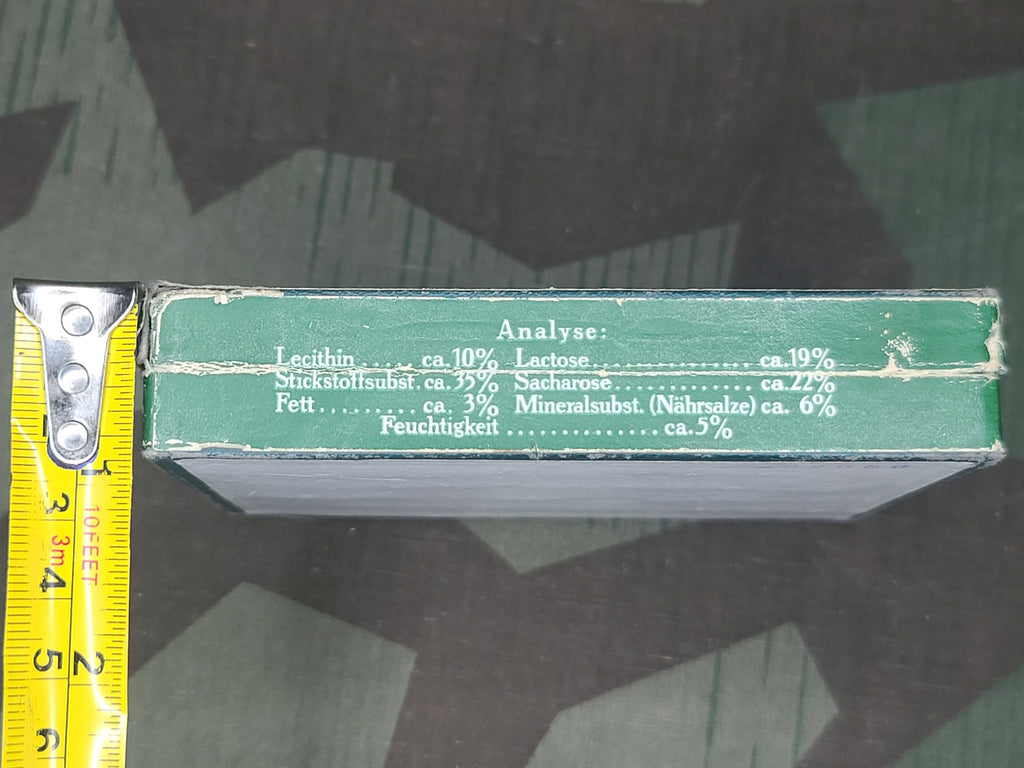 Analyse:
Lecithin...... ca. 10% Lactose................... ca. 19%
Stickstoffsubst. ca. 35% Sacharose.............. ca. 22%
Fett......... ca. 3% Mineralsubst. (Nährsalze) ca. 6%
Feuchtigkeit .............. ca. 5%
1
3
10FEET
3m
4
5 2
6